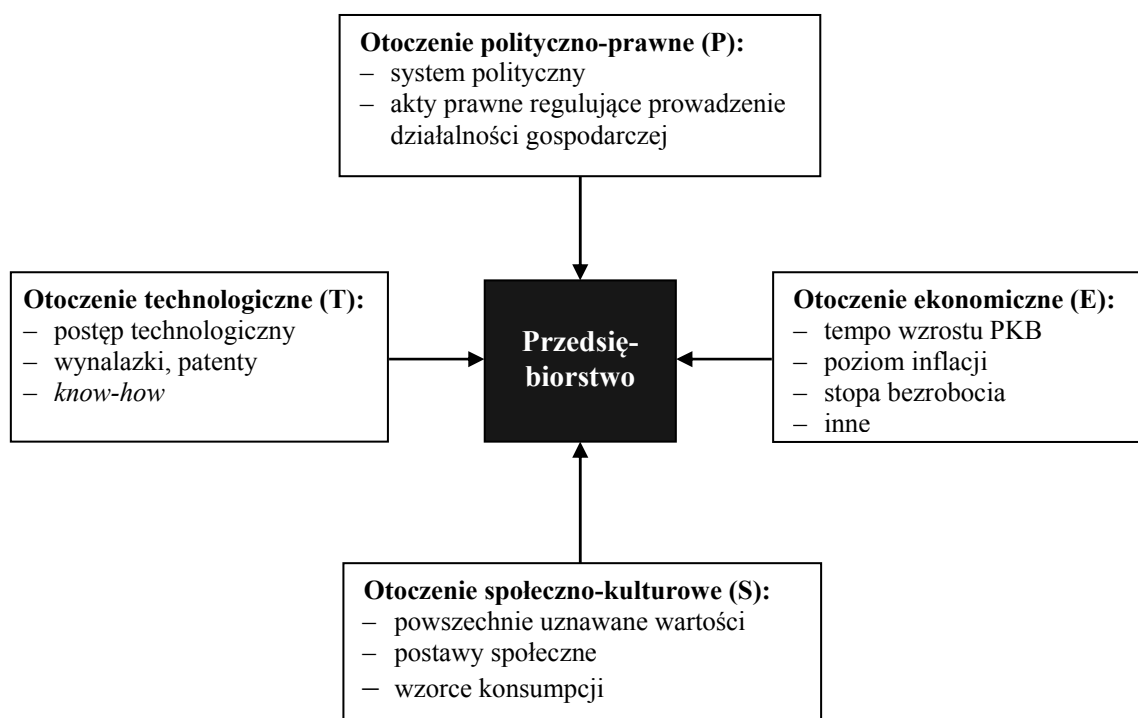 Otoczenie polityczno-prawne (P):
– system polityczny
– akty prawne regulujące prowadzenie
działalności gospodarczej
Otoczenie technologiczne (T):
– postęp technologiczny
– wynalazki, patenty
– know-how
Przedsię-
biorstwo
Otoczenie ekonomiczne (E):
– tempo wzrostu PKB
– poziom inflacji
– stopa bezrobocia
– inne
Otoczenie społeczno-kulturowe (S):
– powszechnie uznawane wartości
– postawy społeczne
– wzorce konsumpcji